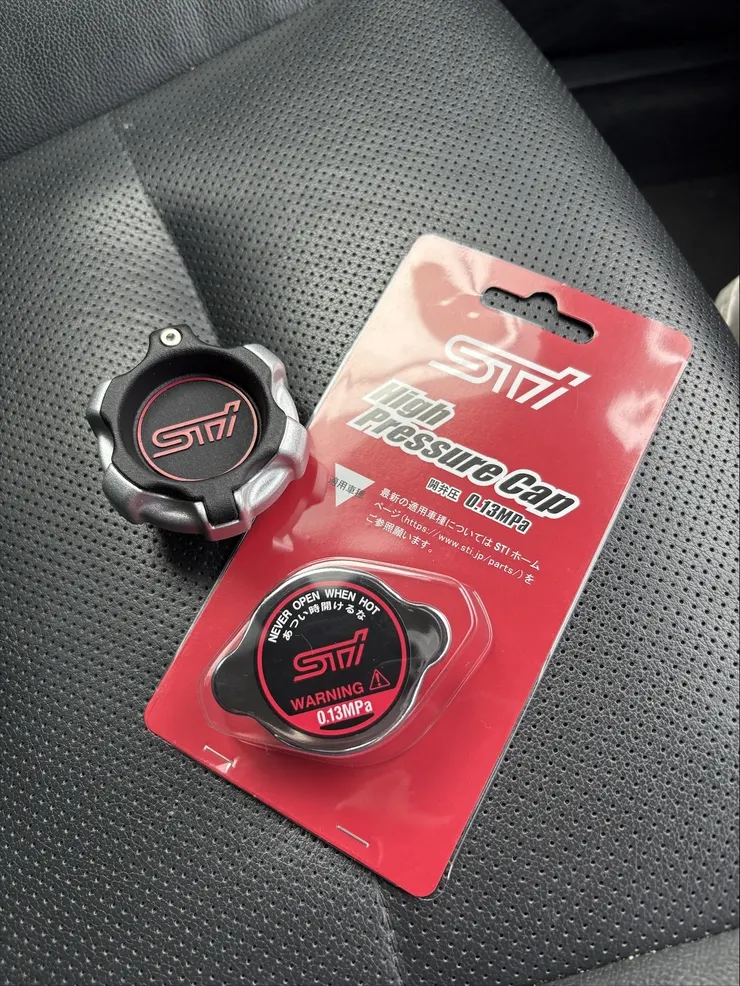 STI
STI
High
Pressure Cap
開弁圧 0.13MPa
適用車種
最新の適用車種については STI ホーム
ページ(https://www.sti.jp/parts/)を
ご参照願います。
NEVER OPEN WHEN HOT
あつい時開けるな
STI
WARNING
0.13MPa